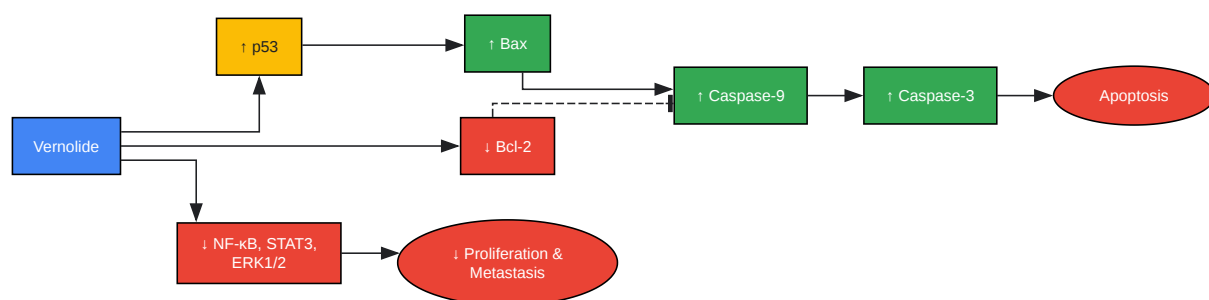 ↑ p53
↑ Bax
↑ Caspase-9
↑ Caspase-3
Apoptosis
Vernolide
↓ Bcl-2
↓ NF-κB, STAT3,
ERK1/2
↓ Proliferation &
Metastasis